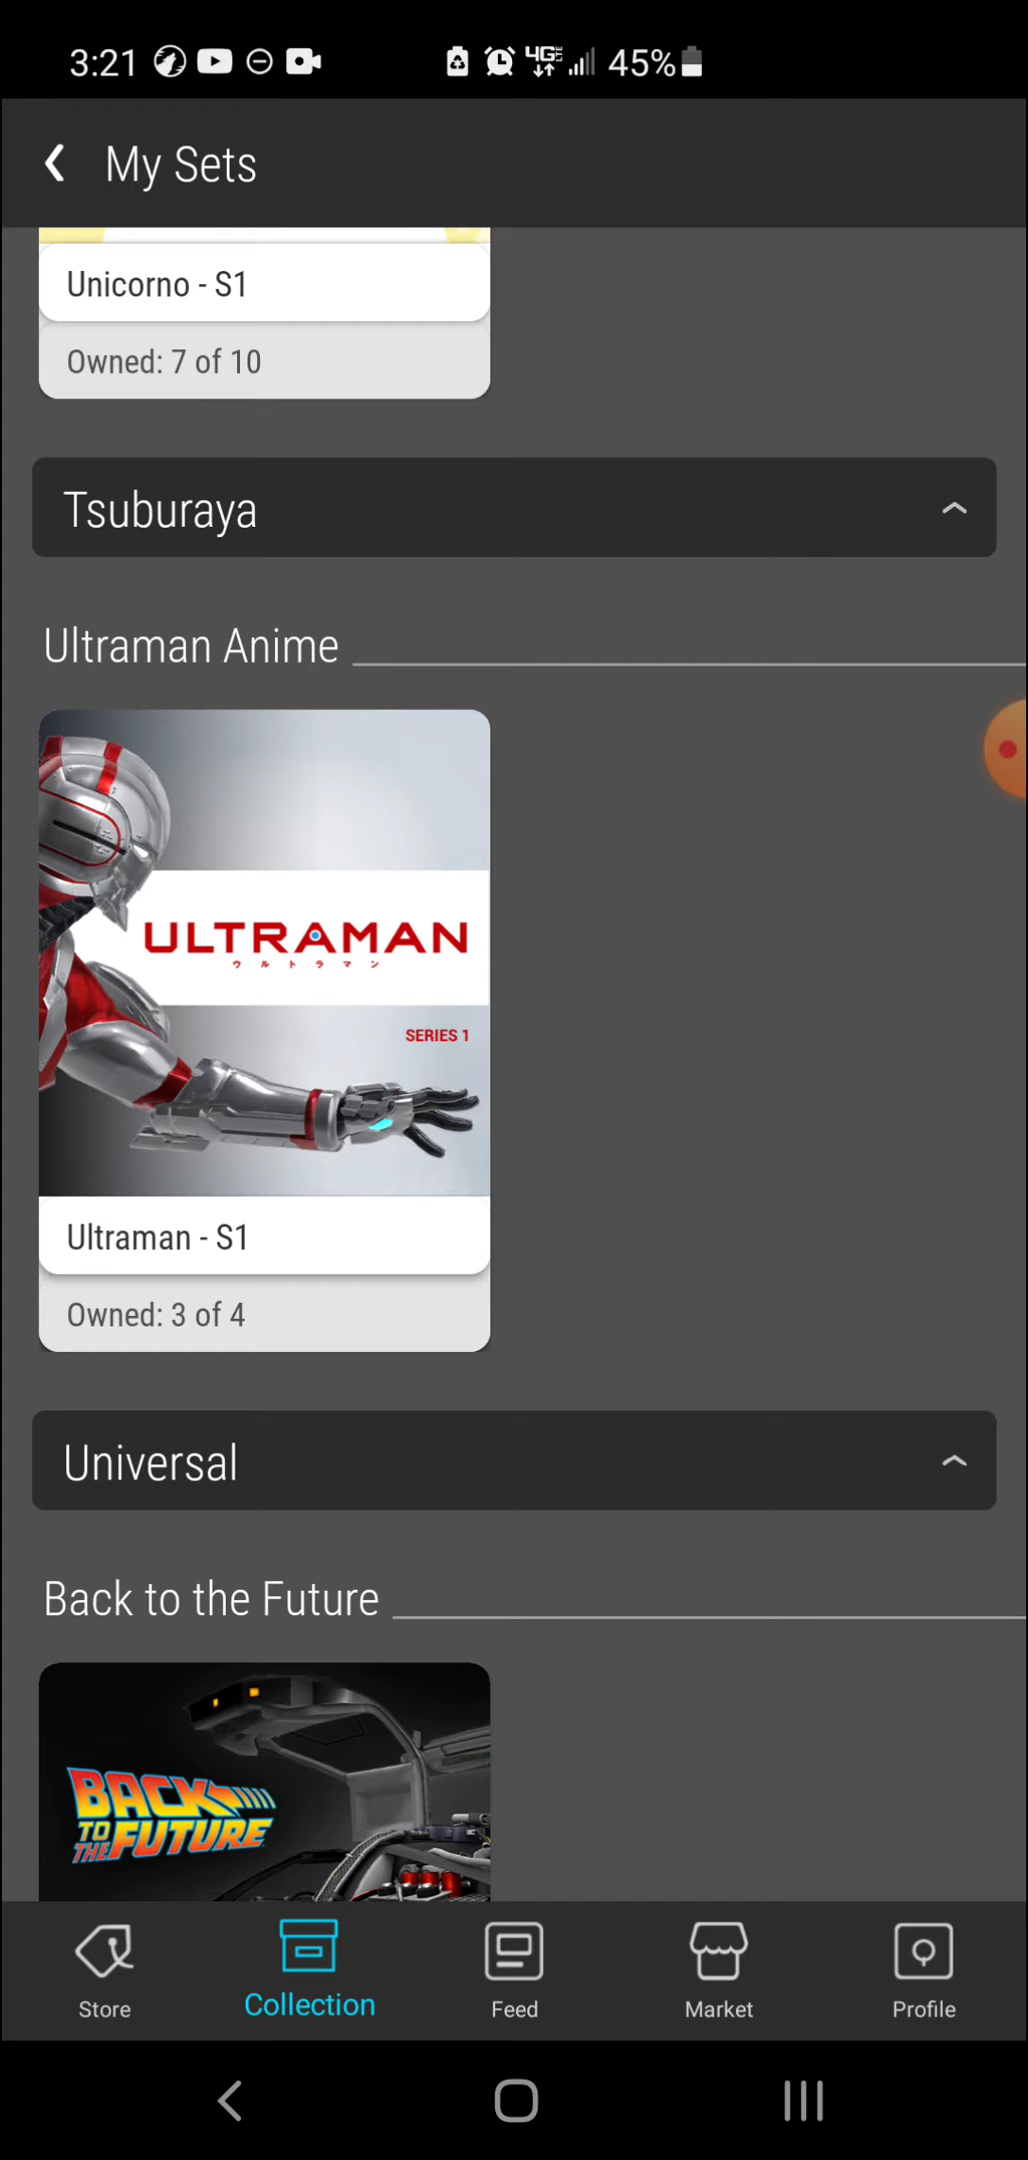 3:21 45%
My Sets
Unicorno - S1
Owned: 7 of 10
Tsuburaya
Ultraman Anime
ULTRAMAN
ウルトラマン
SERIES 1
Ultraman - S1
Owned: 3 of 4
Universal
Back to the Future
BACK
TO
THE FUTURE
Store Collection Feed Market Profile